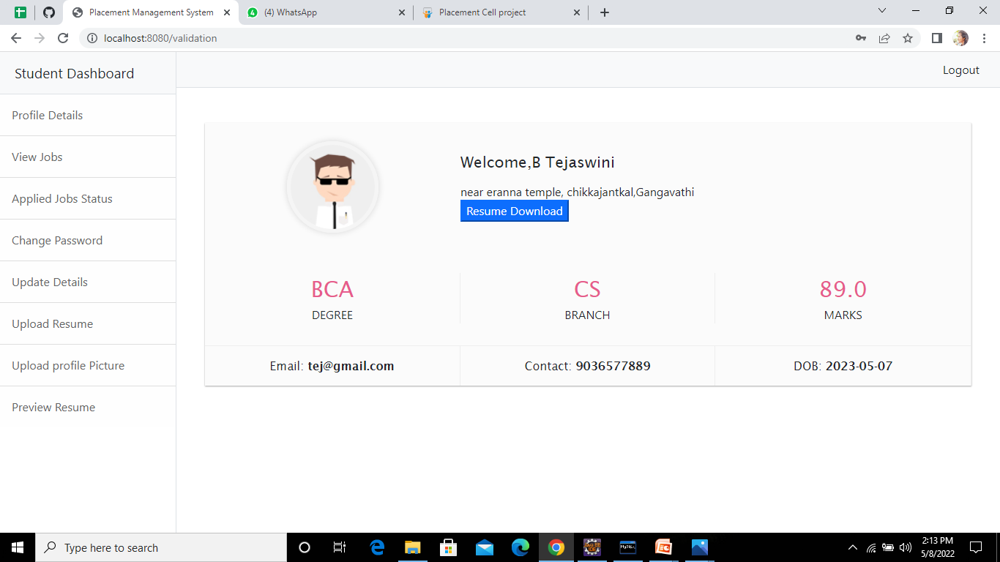 Placement Management System
(4) WhatsApp
Placement Cell project
localhost:8080/validation
Student Dashboard
Logout
Profile Details
View Jobs
Applied Jobs Status
Change Password
Update Details
Upload Resume
Upload profile Picture
Preview Resume
Welcome,B Tejaswini
near eranna temple, chikkajantkal,Gangavathi
Resume Download
BCA
DEGREE
CS
BRANCH
89.0
MARKS
Email: tej@gmail.com
Contact: 9036577889
DOB: 2023-05-07
Type here to search
2:13 PM
5/8/2022